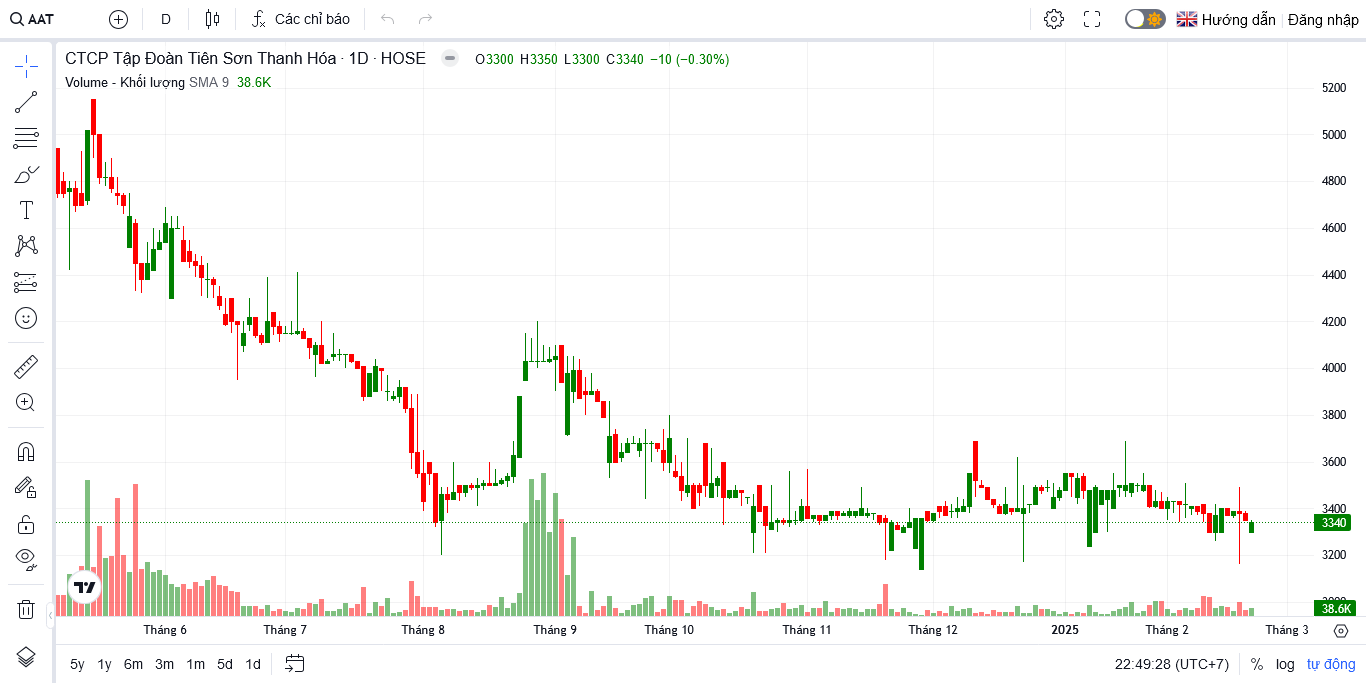 AAT D Các chỉ báo Hướng dẫn Đăng nhập
CTCP Tập Đoàn Tiên Sơn Thanh Hóa · 1D · HOSE O3300 H3350 L3300 C3340 −10 (−0.30%)
Volume - Khối lượng SMA 9 38.6K
5200
5000
4800
4600
4400
4200
4000
3800
3600
3400
3340
3200
3000
38.6K
Tháng 6 Tháng 7 Tháng 8 Tháng 9 Tháng 10 Tháng 11 Tháng 12 2025 Tháng 2 Tháng 3
5y 1y 6m 3m 1m 5d 1d 22:49:28 (UTC+7) % log tự động